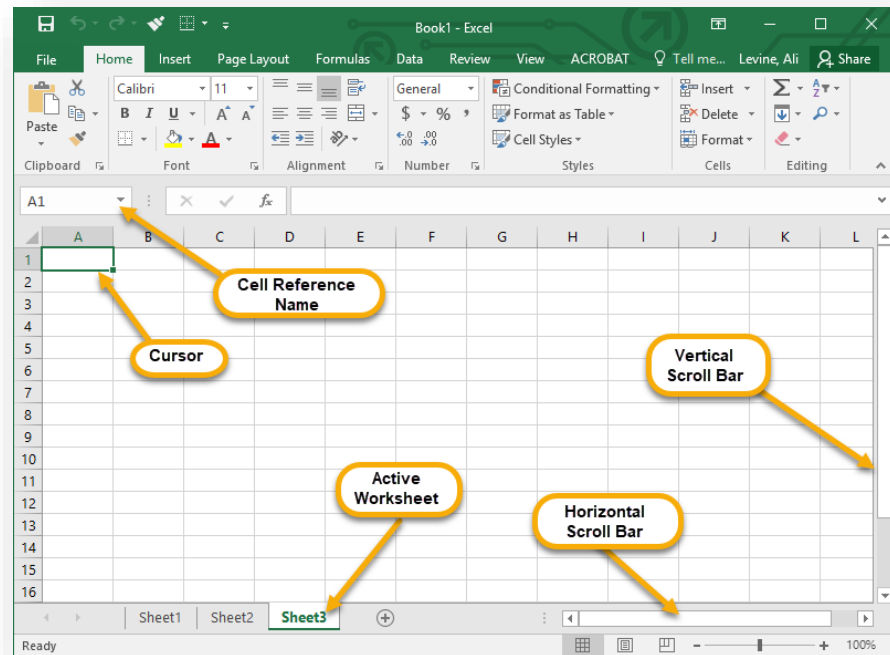 Book1 - Excel
File Home Insert Page Layout Formulas Data Review View ACROBAT Tell me... Levine, Ali Share
Calibri 11 General Conditional Formatting Insert
B I U A A $ % , Format as Table Delete
Paste A .00 .00 Cell Styles Format
Clipboard Font Alignment Number Styles Cells Editing
A1 fx
A B C D E F G H I J K L
1
2
3
4
5
6
7
8
9
10
11
12
13
14
15
16
Cell Reference
Name
Cursor
Vertical
Scroll Bar
Active
Worksheet
Horizontal
Scroll Bar
Sheet1 Sheet2 Sheet3
Ready 100%